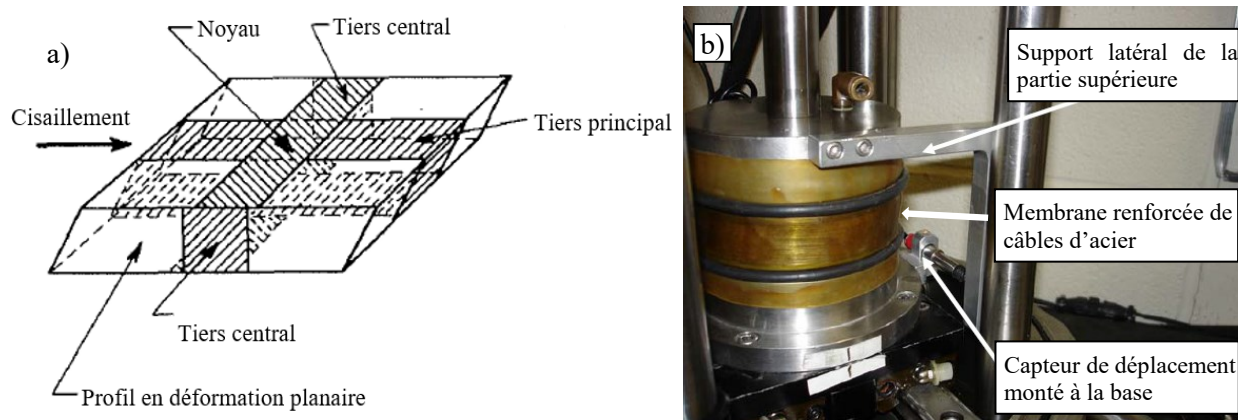 a)
Noyau
Tiers central
Cisaillement
Tiers principal
Tiers central
Profil en déformation planaire
b)
Support latéral de la
partie supérieure
Membrane renforcée de
câbles d'acier
Capteur de déplacement
monté à la base